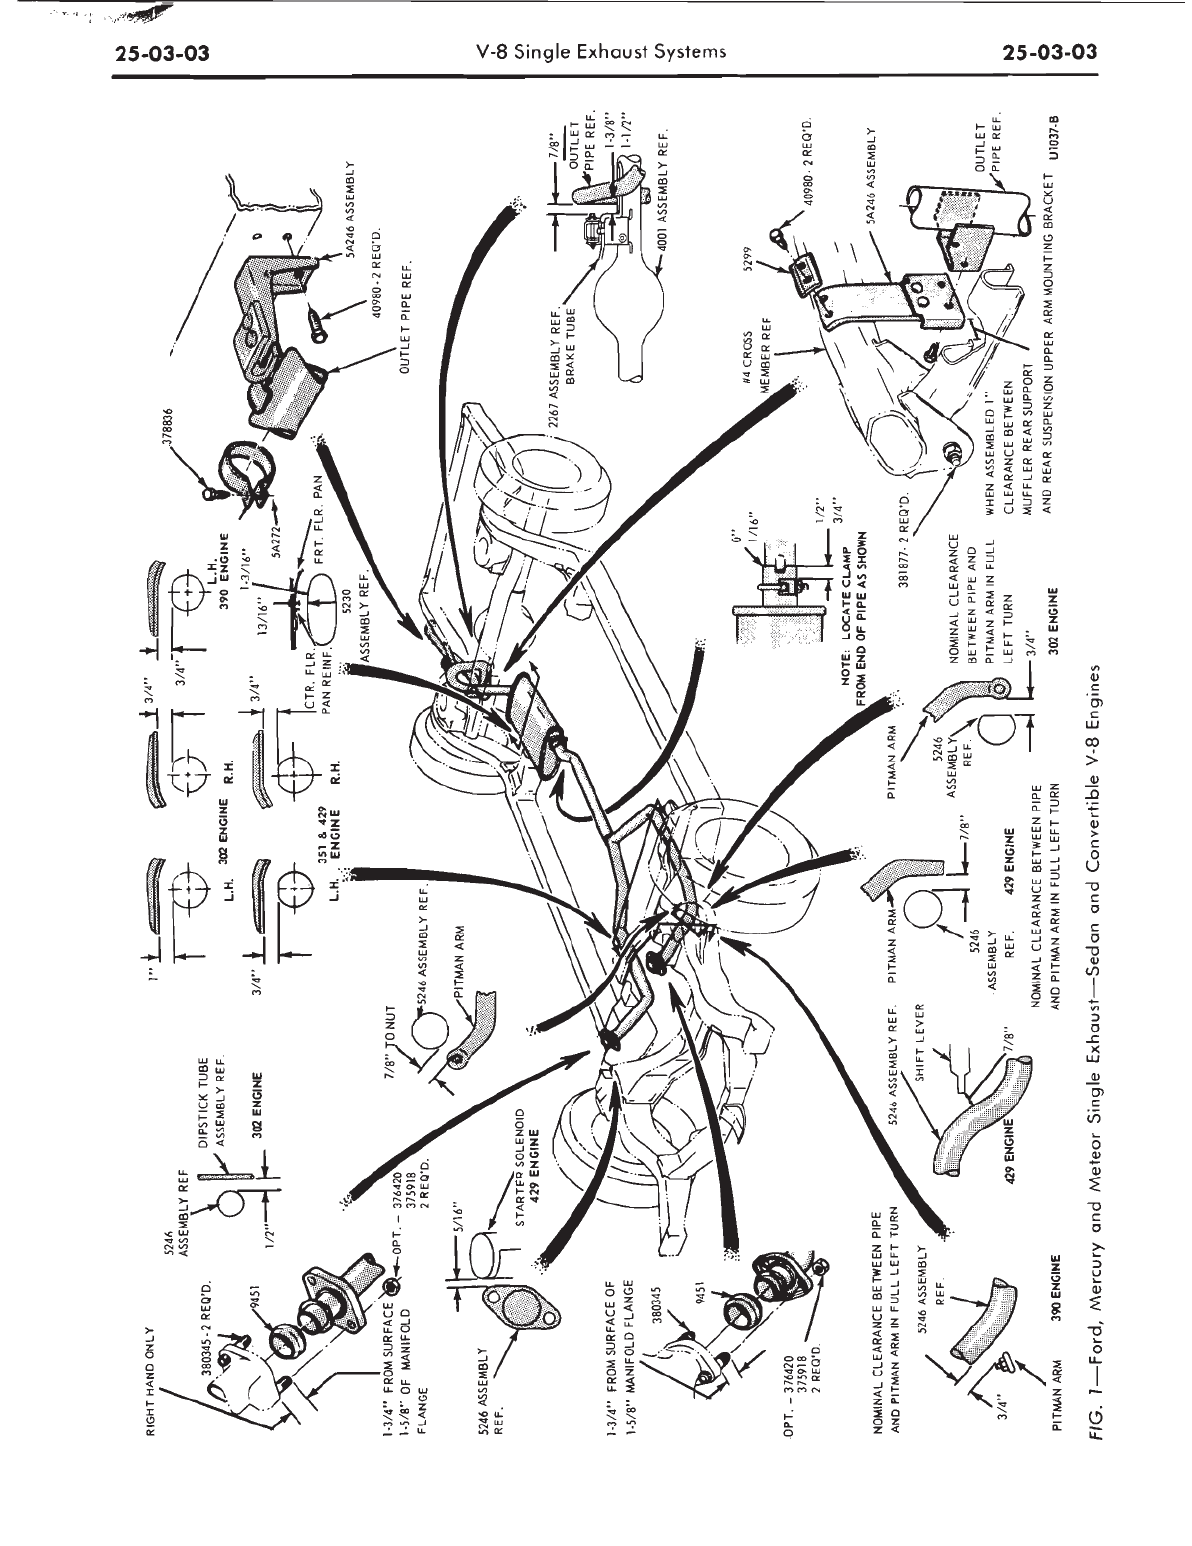 25-03-03
V-8 Single Exhaust Systems
25-03-03
RIGHT HAND ONLY
380345-2 REQ'D.
9451
OPT. - 376420
375918
2 REQ'D.
1-3/4" FROM SURFACE
1-5/8" OF MANIFOLD
FLANGE
5246
ASSEMBLY REF
DIPSTICK TUBE
ASSEMBLY REF.
1/2"
302 ENGINE
1"
L.H.
3/4"
R.H.
302 ENGINE
3/4"
L.H.
390 ENGINE
3/4"
L.H.
3/4"
R.H.
351 & 429
ENGINE
13/16"
1-3/16"
FRT. FLR. PAN
CTR. FLR.
PAN REINF.
5230
ASSEMBLY REF.
378836
5A272
5A246 ASSEMBLY
40980-2 REQ'D.
OUTLET PIPE REF.
7/8" TO NUT
5246 ASSEMBLY REF.
PITMAN ARM
5/16"
STARTER SOLENOID
429 ENGINE
5246 ASSEMBLY
REF.
2267 ASSEMBLY REF.
BRAKE TUBE
7/8"
OUTLET
PIPE REF.
1-3/8"
1-1/2"
4001 ASSEMBLY REF.
1-3/4" FROM SURFACE OF
1-5/8" MANIFOLD FLANGE
380345
9451
OPT. - 376420
375918
2 REQ'D.
0"
1/16"
1/2"
3/4"
NOTE: LOCATE CLAMP
FROM END OF PIPE AS SHOWN
#4 CROSS
MEMBER REF
5299
40980-2 REQ'D.
5A246 ASSEMBLY
OUTLET
PIPE REF.
381877-2 REQ'D.
WHEN ASSEMBLED 1"
CLEARANCE BETWEEN
MUFFLER REAR SUPPORT
AND REAR SUSPENSION UPPER ARM MOUNTING BRACKET
U1037-B
NOMINAL CLEARANCE BETWEEN PIPE
AND PITMAN ARM IN FULL LEFT TURN
5246 ASSEMBLY
REF.
3/4"
PITMAN ARM
390 ENGINE
5246 ASSEMBLY REF.
SHIFT LEVER
7/8"
429 ENGINE
PITMAN ARM
7/8"
5246
ASSEMBLY
REF.
429 ENGINE
NOMINAL CLEARANCE BETWEEN PIPE
AND PITMAN ARM IN FULL LEFT TURN
PITMAN ARM
5246
ASSEMBLY
REF.
NOMINAL CLEARANCE
BETWEEN PIPE AND
PITMAN ARM IN FULL
LEFT TURN
3/4"
302 ENGINE
FIG. 1—Ford, Mercury and Meteor Single Exhaust—Sedan and Convertible V-8 Engines